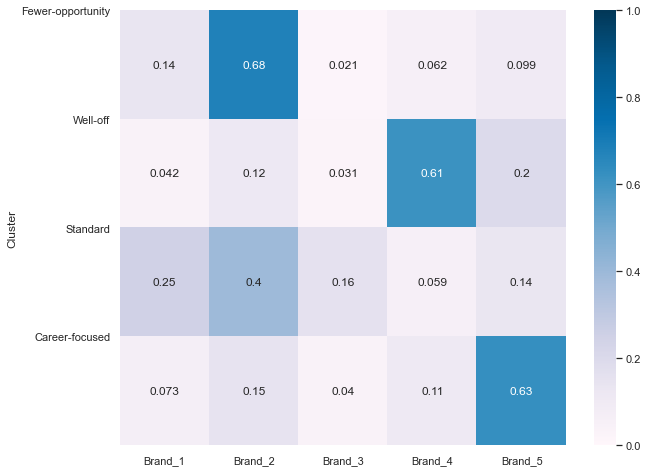 Fewer-opportunity
0.14 0.68 0.021 0.062 0.099
Well-off
0.042 0.12 0.031 0.61 0.2
Standard
0.25 0.4 0.16 0.059 0.14
Career-focused
0.073 0.15 0.04 0.11 0.63
Cluster
Brand_1 Brand_2 Brand_3 Brand_4 Brand_5
1.0
0.8
0.6
0.4
0.2
0.0